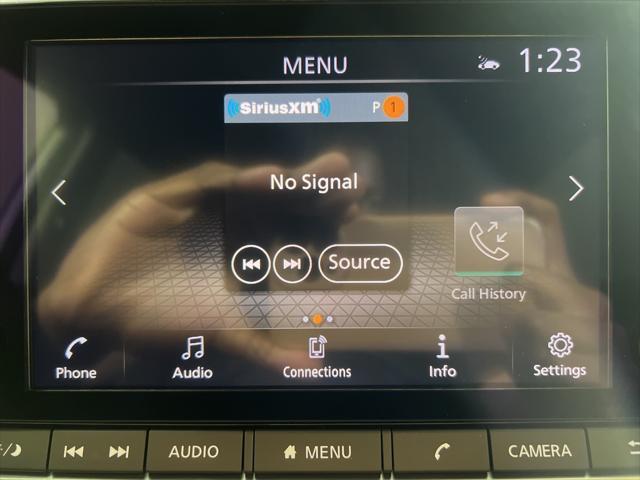 MENU
1:23
SiriusXM P 1
No Signal
Source
Call History
Phone
Audio
Connections
Info
Settings
AUDIO
MENU
CAMERA